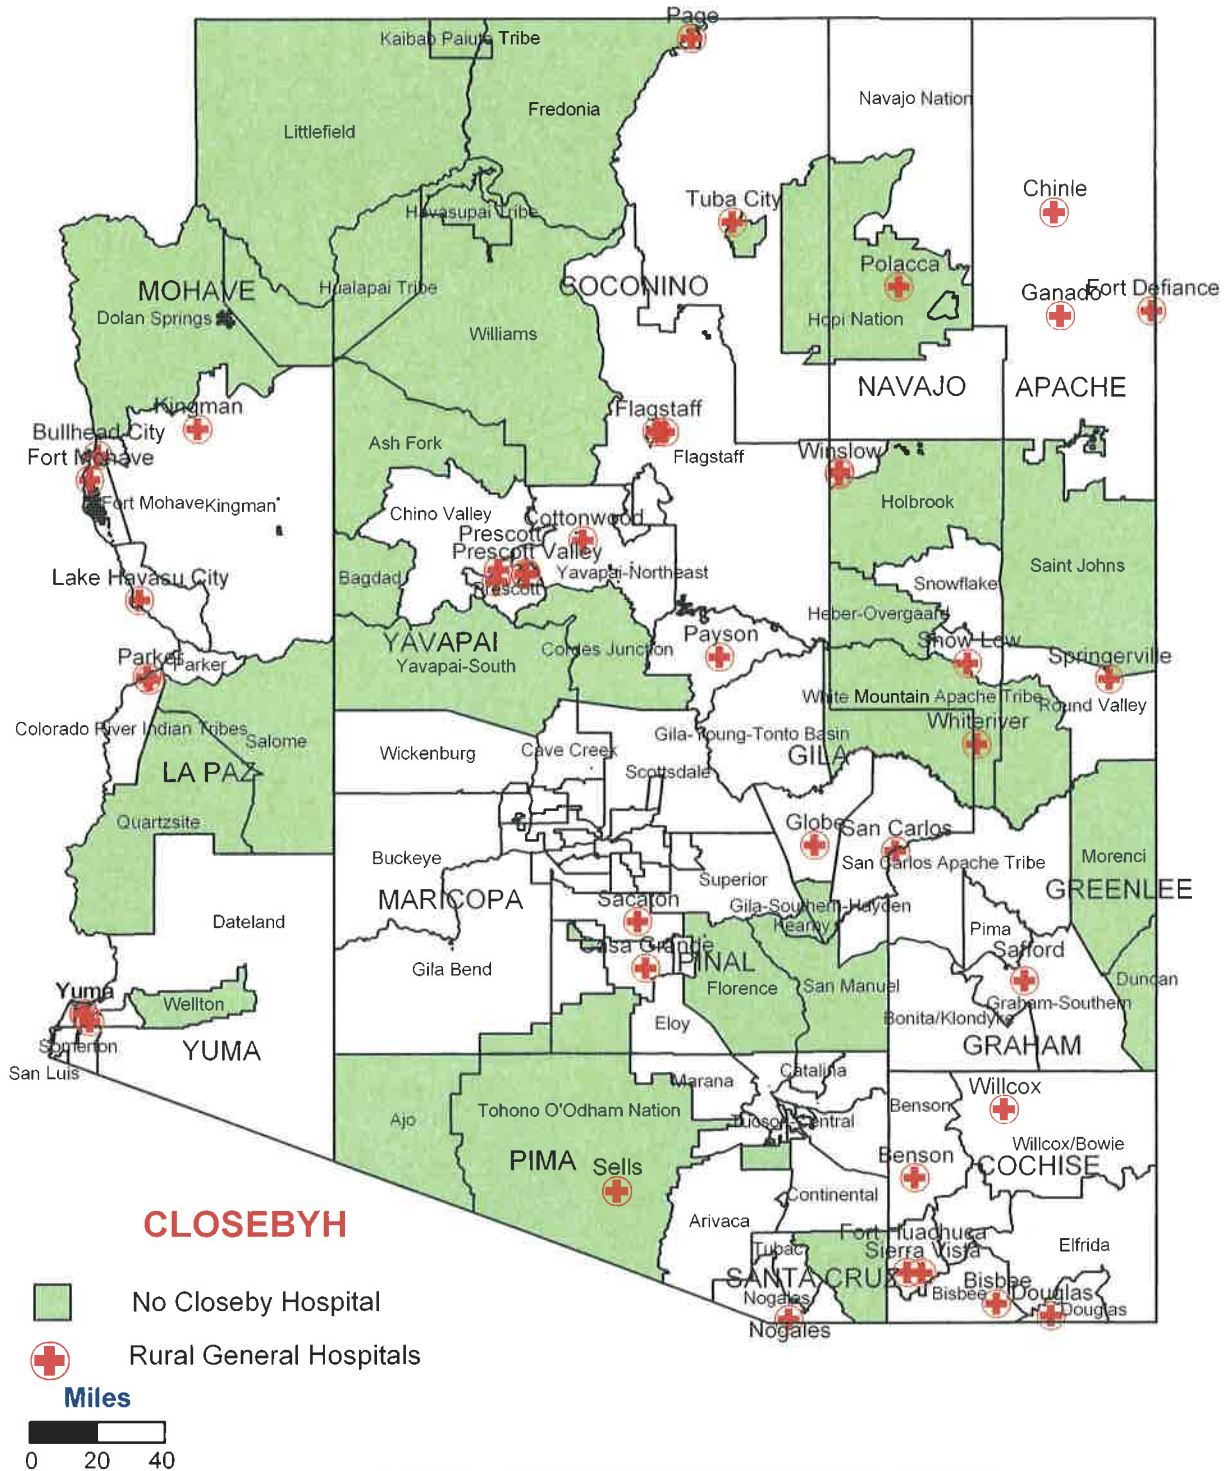 Page
Kaibab Paiute Tribe
Fredonia
Navajo Nation
Littlefield
Chinle
Tuba City
Havasupai Tribe
Polacca
MOHAVE
Hualapai Tribe
Ganado
Fort Defiance
Dolan Springs
Hopi Nation
Williams
NAVAJO
APACHE
Kingman
Flagstaff
Bullhead City
Ash Fork
Winslow
Fort Mohave
Flagstaff
Fort Mohave
Kingman
Chino Valley
Cottonwood
Holbrook
Prescott
Prescott Valley
Saint Johns
Lake Havasu City
Bagdad
Yavapai-Northeast
Snowflake
Prescott
Heber-Overgaard
YAVAPAI
Payson
Show Low
Parker
Parker
Yavapai-South
Cordes Junction
Springerville
White Mountain Apache Tribe
Round Valley
Colorado River Indian Tribes
Salome
Gila-Young-Tonto Basin
Whiteriver
Wickenburg
Cave Creek
GILA
LA PAZ
Scottsdale
Quartzsite
Globe
San Carlos
Buckeye
San Carlos Apache Tribe
Morenci
Superior
MARICOPA
GREENLEE
Sacaton
Gila-Southern-Hayden
Dateland
Kearny
Pima
Casa Grande
Safford
Gila Bend
PINAL
Florence
San Manuel
Duncan
Yuma
Wellton
Graham-Southern
Eloy
Bonita/Klondyke
Somerton
YUMA
GRAHAM
San Luis
Catalina
Marana
Willcox
Ajo
Tohono O'Odham Nation
Benson
Tucson-Central
Willcox/Bowie
PIMA
Sells
Benson
COCHISE
Continental
CLOSEBYH
Arivaca
Fort Huachuca
Tubac
Sierra Vista
Elfrida
SANTA CRUZ
Bisbee
No Closeby Hospital
Nogales
Bisbee
Douglas
Douglas
Nogales
Rural General Hospitals
Miles
0 20 40